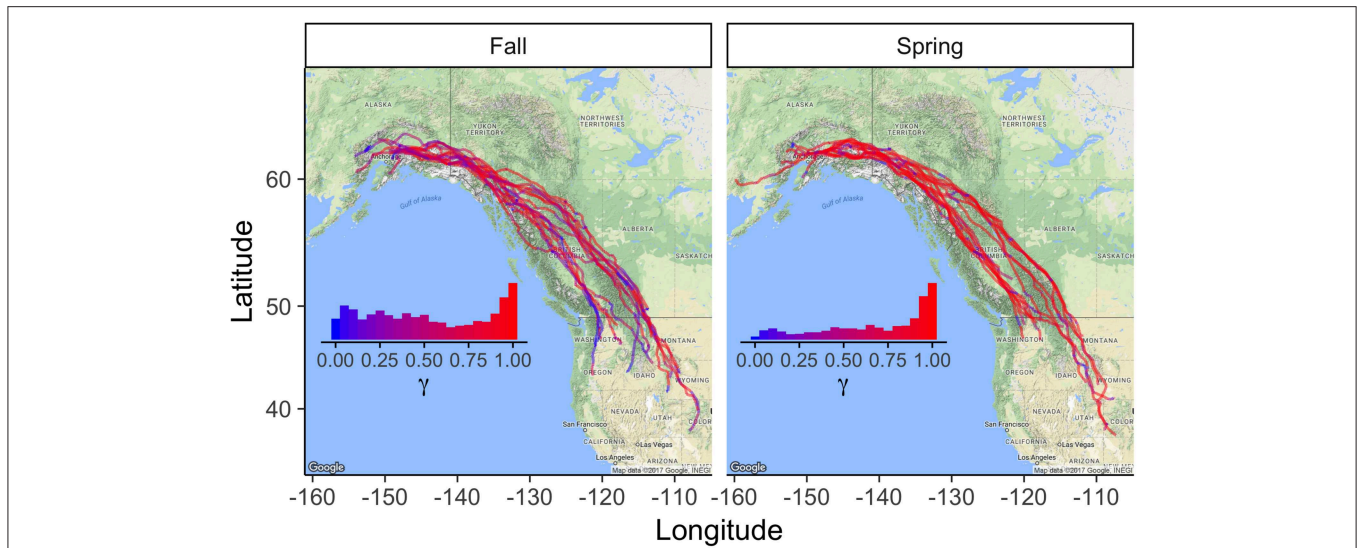 Fall
Spring
Latitude
60
50
40
ALASKA
YUKON
TERRITORY
NORTHWEST
TERRITORIES
Anchorage
Gulf of Alaska
ALBERTA
BRITISH
COLUMBIA
SASKATCH
WASHINGTON
MONTANA
OREGON
IDAHO
WYOMING
NEVADA
UTAH
COLOR
San Francisco
CALIFORNIA
Las Vegas
Los Angeles
ARIZONA
NEW ME
Google
Map data ©2017 Google, INEGI
0.00 0.25 0.50 0.75 1.00
γ
ALASKA
YUKON
TERRITORY
NORTHWEST
TERRITORIES
Gulf of Alaska
ALBERTA
BRITISH
COLUMBIA
SASKATCH
WASHINGTON
MONTANA
OREGON
IDAHO
WYOMING
NEVADA
UTAH
COLOR
San Francisco
CALIFORNIA
Las Vegas
Los Angeles
ARIZONA
NEW ME
Google
Map data ©2017 Google, INEGI
0.00 0.25 0.50 0.75 1.00
γ
-160 -150 -140 -130 -120 -110
-160 -150 -140 -130 -120 -110
Longitude